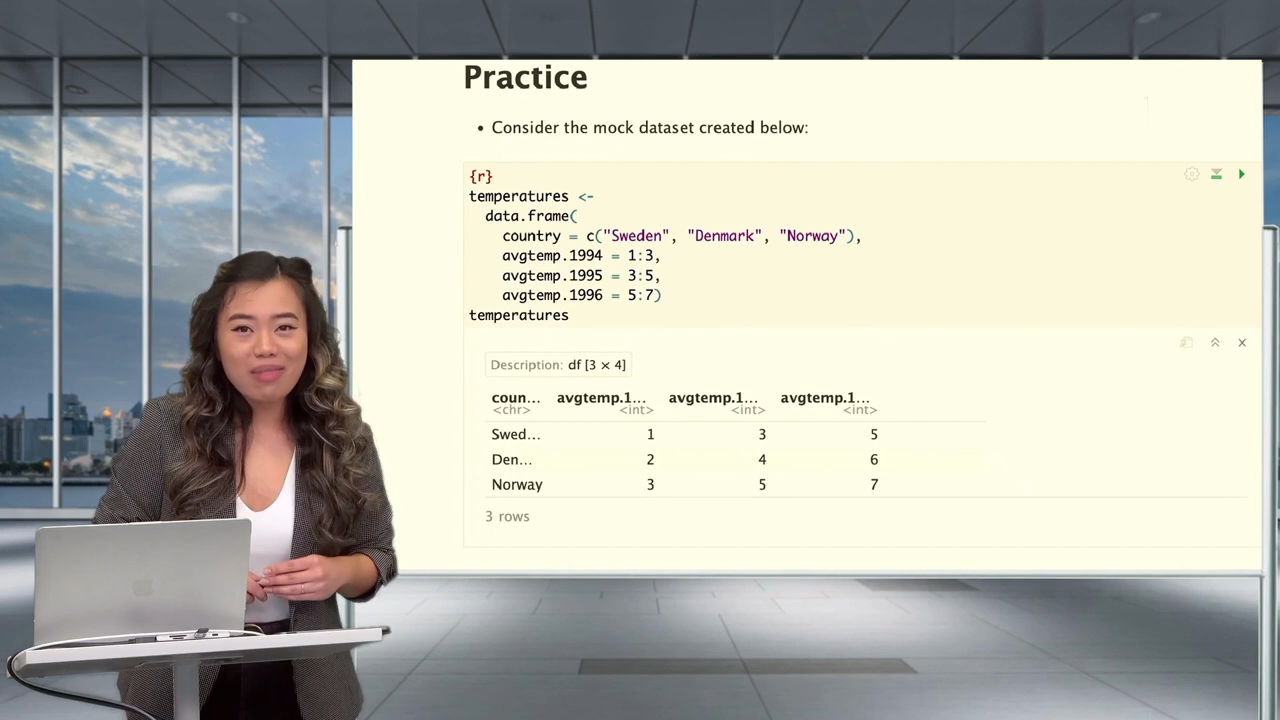 Practice
• Consider the mock dataset created below:
{r}
temperatures <-
data.frame(
country = c("Sweden", "Denmark", "Norway"),
avgtemp.1994 = 1:3,
avgtemp.1995 = 3:5,
avgtemp.1996 = 5:7)
temperatures
Description: df [3 × 4]
coun... avgtemp.1... avgtemp.1... avgtemp.1...
<chr> <int> <int> <int>
Swed... 1 3 5
Den... 2 4 6
Norway 3 5 7
3 rows